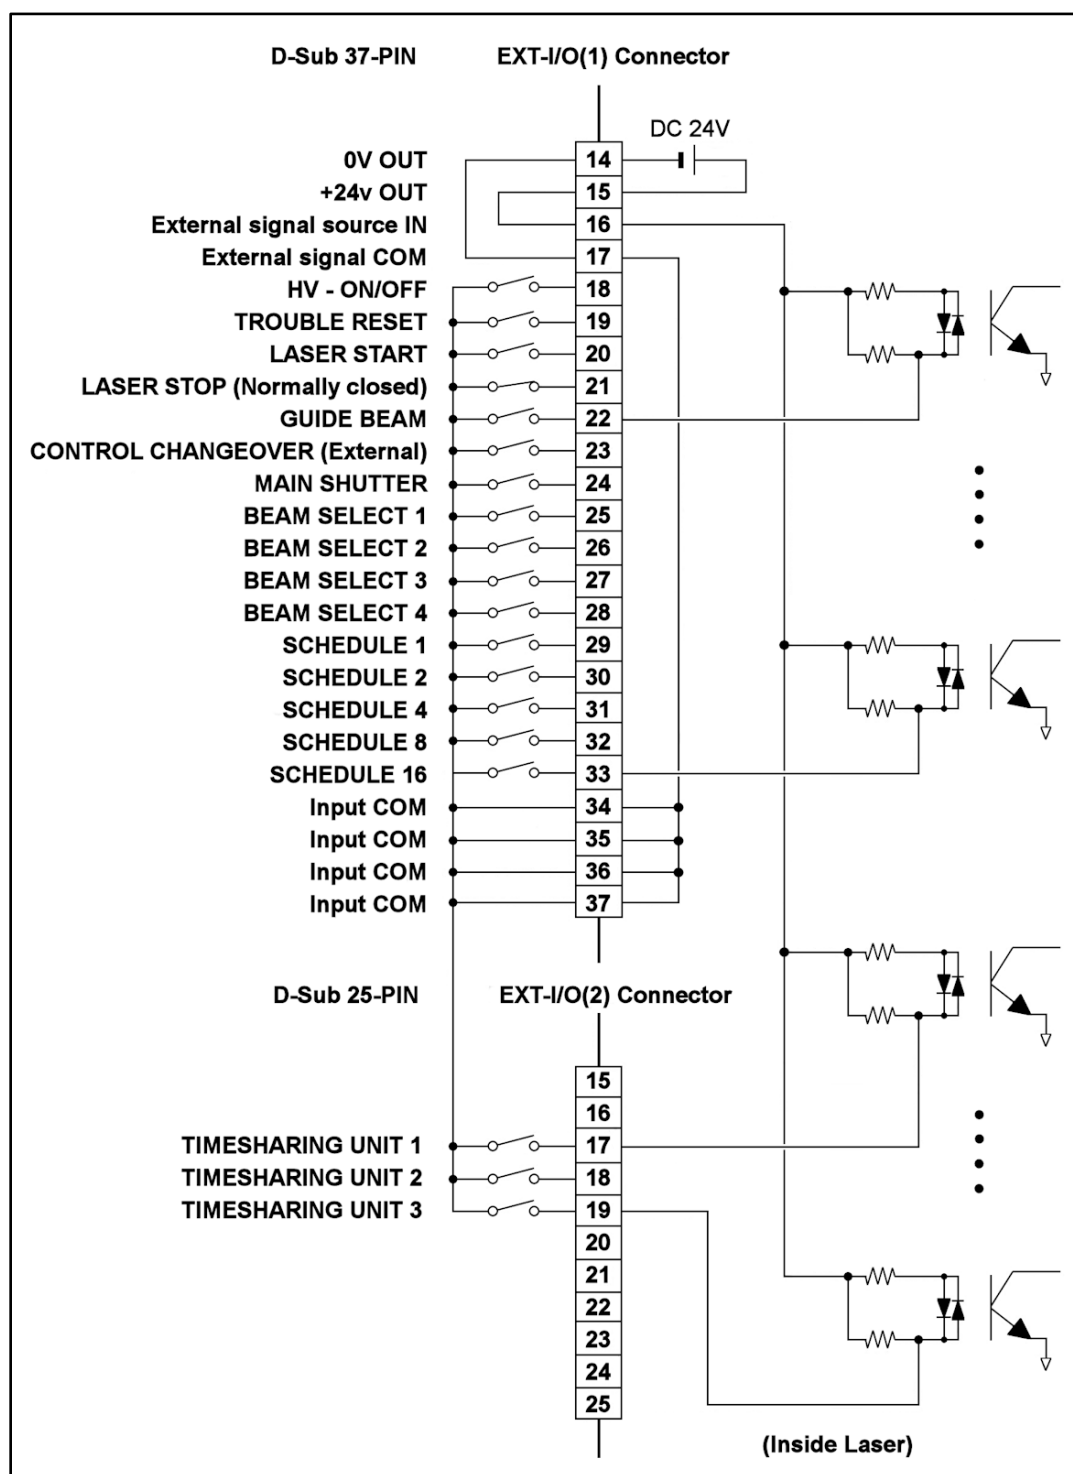 D-Sub 37-PIN EXT-I/O(1) Connector
DC 24V
0V OUT 14
+24v OUT 15
External signal source IN 16
External signal COM 17
HV - ON/OFF 18
TROUBLE RESET 19
LASER START 20
LASER STOP (Normally closed) 21
GUIDE BEAM 22
CONTROL CHANGEOVER (External) 23
MAIN SHUTTER 24
BEAM SELECT 1 25
BEAM SELECT 2 26
BEAM SELECT 3 27
BEAM SELECT 4 28
SCHEDULE 1 29
SCHEDULE 2 30
SCHEDULE 4 31
SCHEDULE 8 32
SCHEDULE 16 33
Input COM 34
Input COM 35
Input COM 36
Input COM 37
D-Sub 25-PIN EXT-I/O(2) Connector
15
16
TIMESHARING UNIT 1 17
TIMESHARING UNIT 2 18
TIMESHARING UNIT 3 19
20
21
22
23
24
25
(Inside Laser)